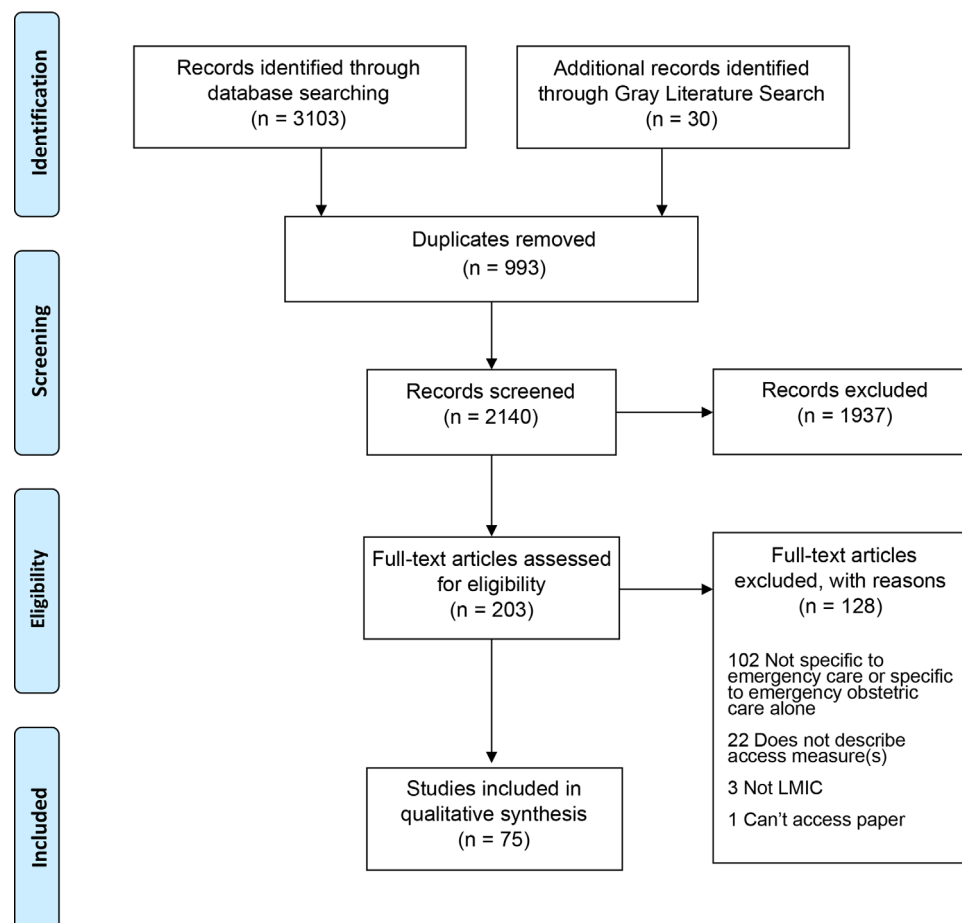 Identification
Records identified through
database searching
(n = 3103)
Additional records identified
through Gray Literature Search
(n = 30)
Duplicates removed
(n = 993)
Screening
Records screened
(n = 2140)
Records excluded
(n = 1937)
Eligibility
Full-text articles assessed
for eligibility
(n = 203)
Full-text articles
excluded, with reasons
(n = 128)
102 Not specific to
emergency care or specific
to emergency obstetric
care alone
22 Does not describe
access measure(s)
3 Not LMIC
1 Can't access paper
Included
Studies included in
qualitative synthesis
(n = 75)